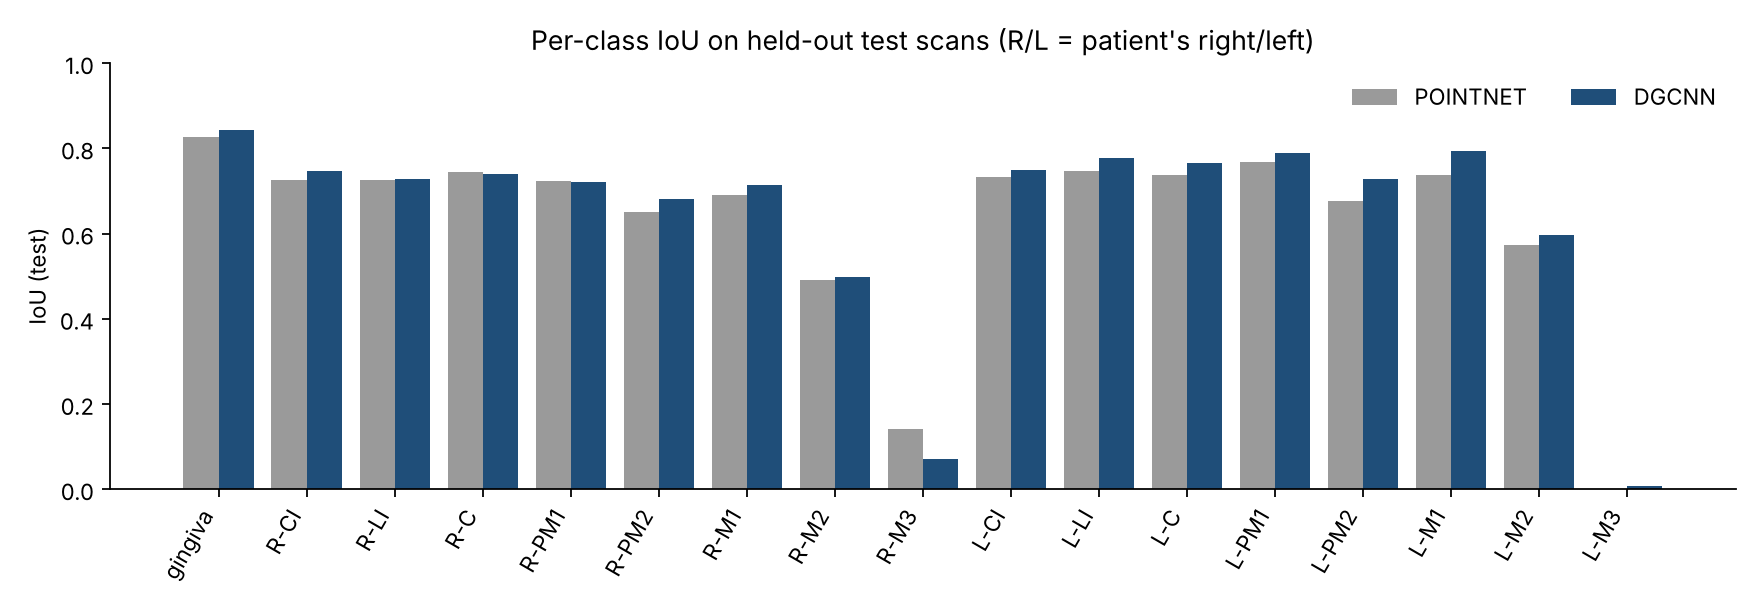 Per-class IoU on held-out test scans (R/L = patient's right/left)
POINTNET DGCNN
IoU (test)
1.0
0.8
0.6
0.4
0.2
0.0
gingiva R-CI R-LI R-C R-PM1 R-PM2 R-M1 R-M2 R-M3 L-CI L-LI L-C L-PM1 L-PM2 L-M1 L-M2 L-M3